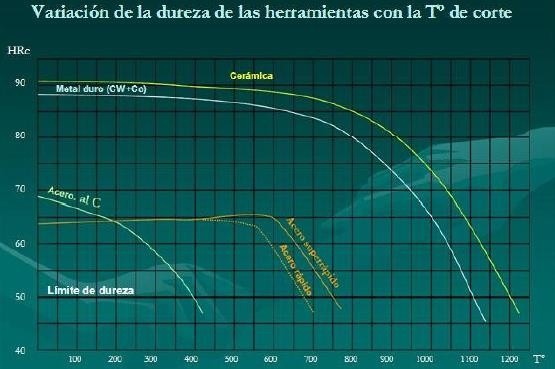 Variación de la dureza de las herramientas con la Tº de corte
HRc
90
80
70
60
50
40
Cerámica
Metal duro (CW+Co)
Acero. al C
Acero superrápido
Acero rápido
Límite de dureza
100 200 300 400 500 600 700 800 900 1000 1100 1200 Tº